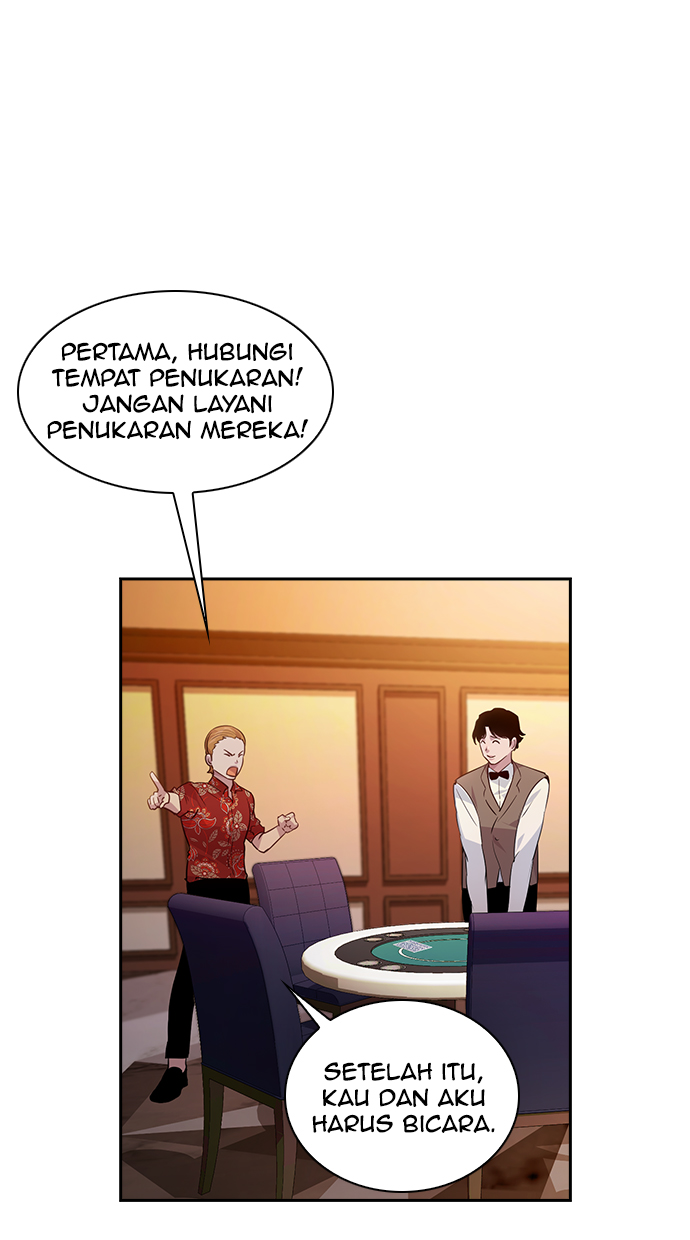 PERTAMA, HUBUNGI
TEMPAT PENUKARAN!
JANGAN LAYANI
PENUKARAN MEREKA!
SETELAH ITU,
KAU DAN AKU
HARUS BICARA.